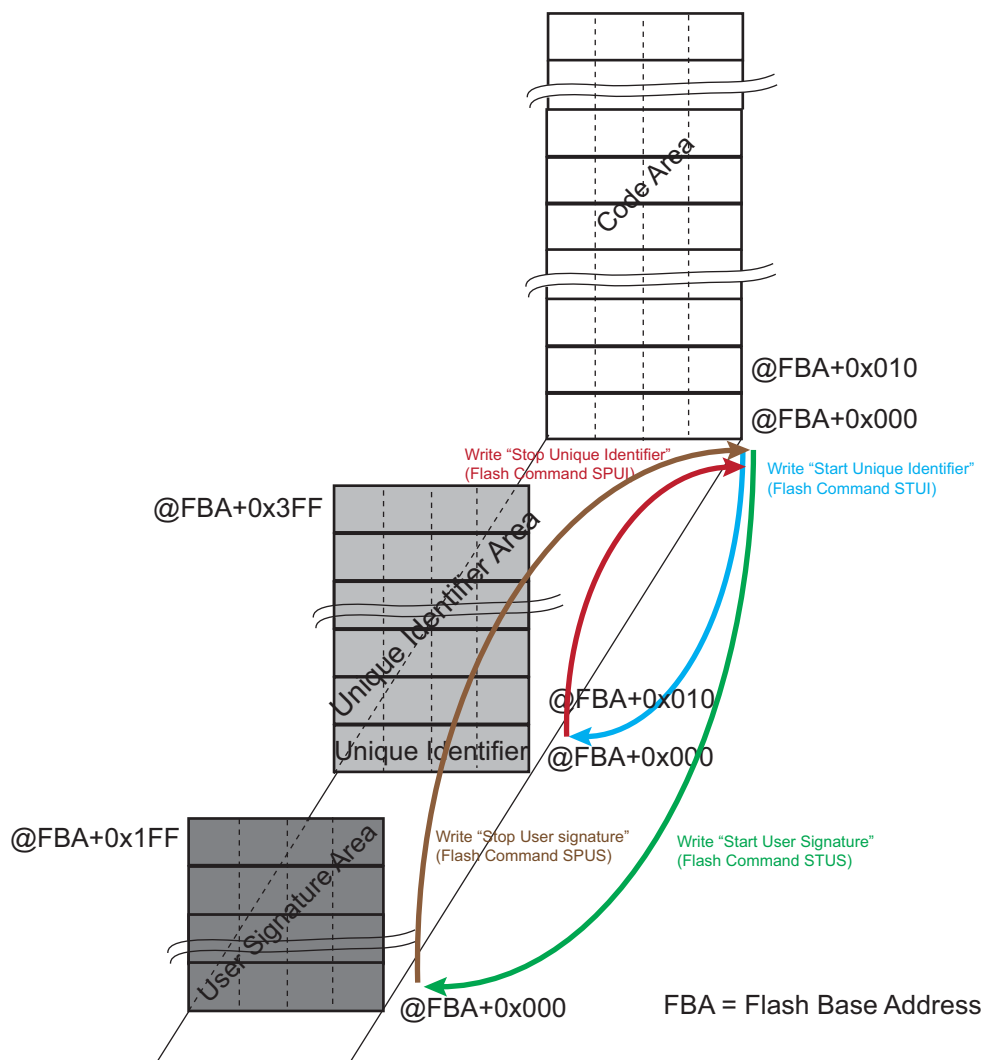 Code Area
@FBA+0x010
@FBA+0x000
Write “Stop Unique Identifier”
(Flash Command SPUI)
Write “Start Unique Identifier”
(Flash Command STUI)
@FBA+0x3FF
Unique Identifier Area
@FBA+0x010
Unique Identifier
@FBA+0x000
@FBA+0x1FF
User Signature Area
Write “Stop User signature”
(Flash Command SPUS)
Write “Start User Signature”
(Flash Command STUS)
@FBA+0x000
FBA = Flash Base Address